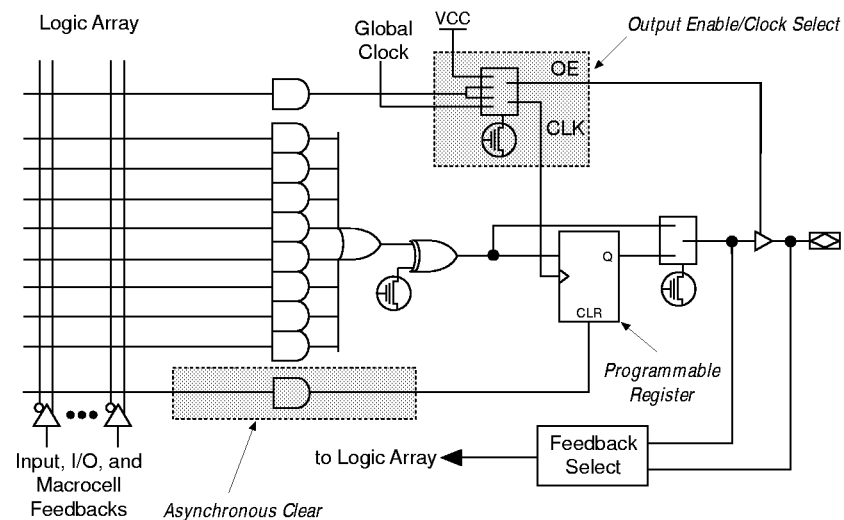 Logic Array
Global
Clock
VCC
Output Enable/Clock Select
OE
CLK
Q
CLR
Programmable
Register
Feedback
Select
to Logic Array
Input, I/O, and
Macrocell
Feedbacks
Asynchronous Clear